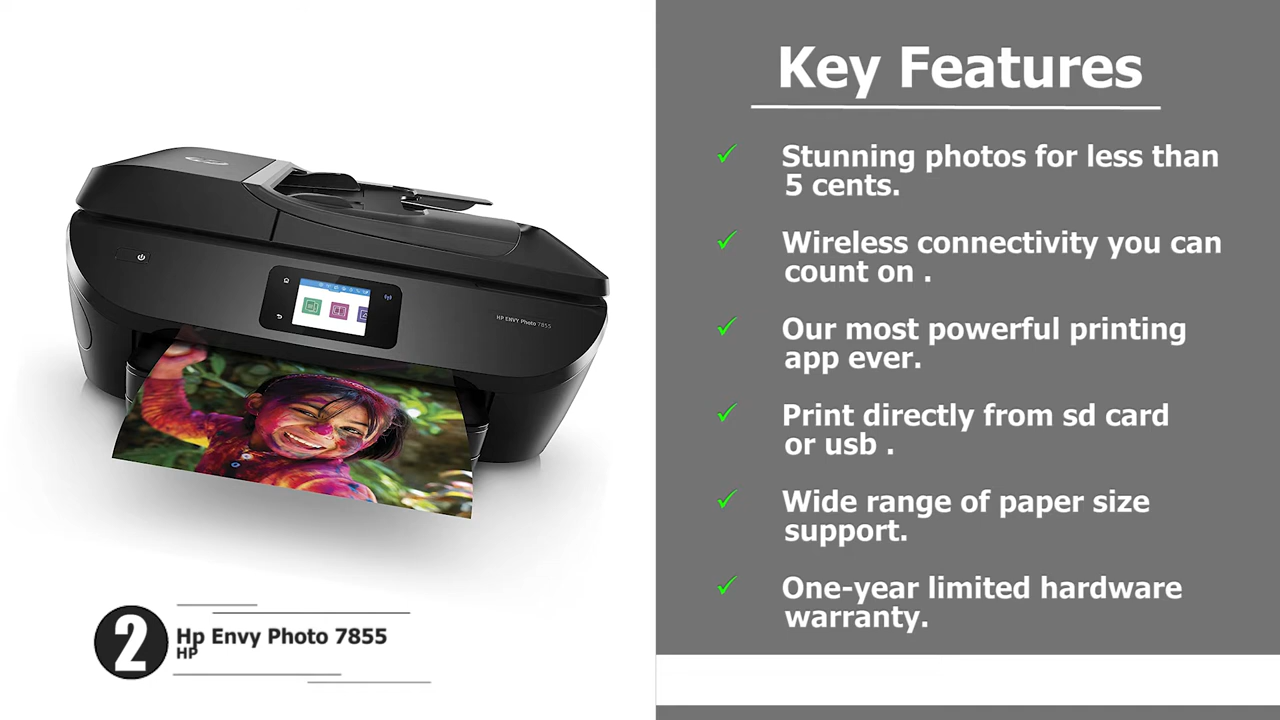 Key Features
✓ Stunning photos for less than
5 cents.
✓ Wireless connectivity you can
count on .
✓ Our most powerful printing
app ever.
✓ Print directly from sd card
or usb .
✓ Wide range of paper size
support.
✓ One-year limited hardware
warranty.
HP ENVY Photo 7855
2
Hp Envy Photo 7855
HP